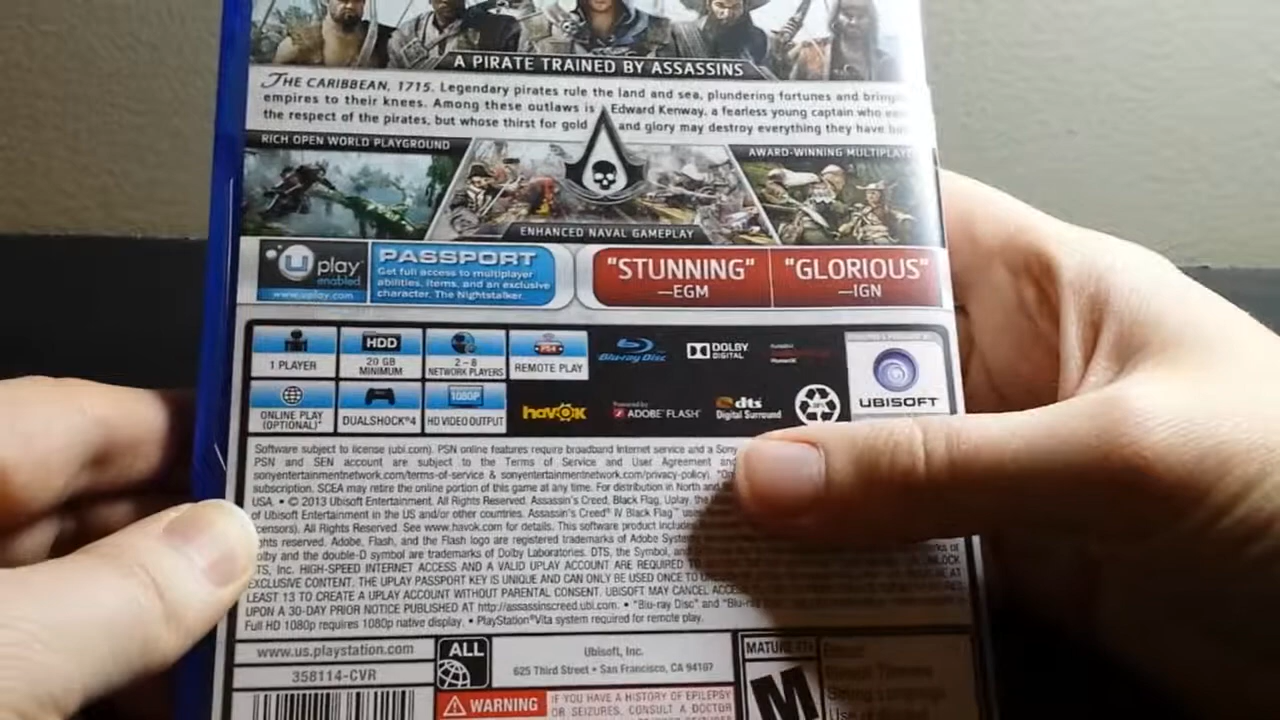 A PIRATE TRAINED BY ASSASSINS
THE CARIBBEAN, 1715. Legendary pirates rule the land and sea, plundering fortunes and bring
empires to their knees. Among these outlaws is Edward Kenway, a fearless young captain who
the respect of the pirates, but whose thirst for gold and glory may destroy everything they have
RICH OPEN WORLD PLAYGROUND
AWARD-WINNING MULTIPLAY
ENHANCED NAVAL GAMEPLAY
uplay enabled
www.uplay.com
PASSPORT
Get full access to multiplayer
abilities, items, and an exclusive
character, The Nightstalker.
"STUNNING"
—EGM
"GLORIOUS"
—IGN
1 PLAYER
HDD
20 GB
MINIMUM
2–8
NETWORK PLAYERS
PS4
REMOTE PLAY
Blu-ray Disc
DOLBY
DIGITAL
UBISOFT
ONLINE PLAY
(OPTIONAL)*
DUALSHOCK®4
1080P
HD VIDEO OUTPUT
havok
Powered by
ADOBE® FLASH®
dts
Digital Surround
Software subject to license (ubi.com). PSN online features require broadband Internet service and a Sony
PSN and SEN account are subject to the Terms of Service and User Agreement and
sonyentertainmentnetwork.com/terms-of-service & sonyentertainmentnetwork.com/privacy-policy).
subscription. SCEA may retire the online portion of this game at any time. For distribution in North and
USA. • © 2013 Ubisoft Entertainment. All Rights Reserved. Assassin's Creed, Black Flag, Uplay, the
of Ubisoft Entertainment in the US and/or other countries. Assassin's Creed® IV Black Flag™
icensors). All Rights Reserved. See www.havok.com for details. This software product includes
ghts reserved. Adobe, Flash, and the Flash logo are registered trademarks of Adobe
olby and the double-D symbol are trademarks of Dolby Laboratories. DTS, the Symbol, and
TS, Inc. HIGH-SPEED INTERNET ACCESS AND A VALID UPLAY ACCOUNT ARE REQUIRED TO
EXCLUSIVE CONTENT. THE UPLAY PASSPORT KEY IS UNIQUE AND CAN ONLY BE USED ONCE TO
LEAST 13 TO CREATE A UPLAY ACCOUNT WITHOUT PARENTAL CONSENT. UBISOFT MAY CANCEL
UPON A 30-DAY PRIOR NOTICE PUBLISHED AT http://assassinscreed.ubi.com. • "Blu-ray Disc" and
Full HD 1080p requires 1080p native display. • PlayStation®Vita system required for remote play.
www.us.playstation.com
358114-CVR
ALL
Ubisoft, Inc.
625 Third Street • San Francisco, CA 94107
WARNING
IF YOU HAVE A HISTORY OF EPILEPSY
OR SEIZURES, CONSULT A DOCTOR
MATURE 17+
M